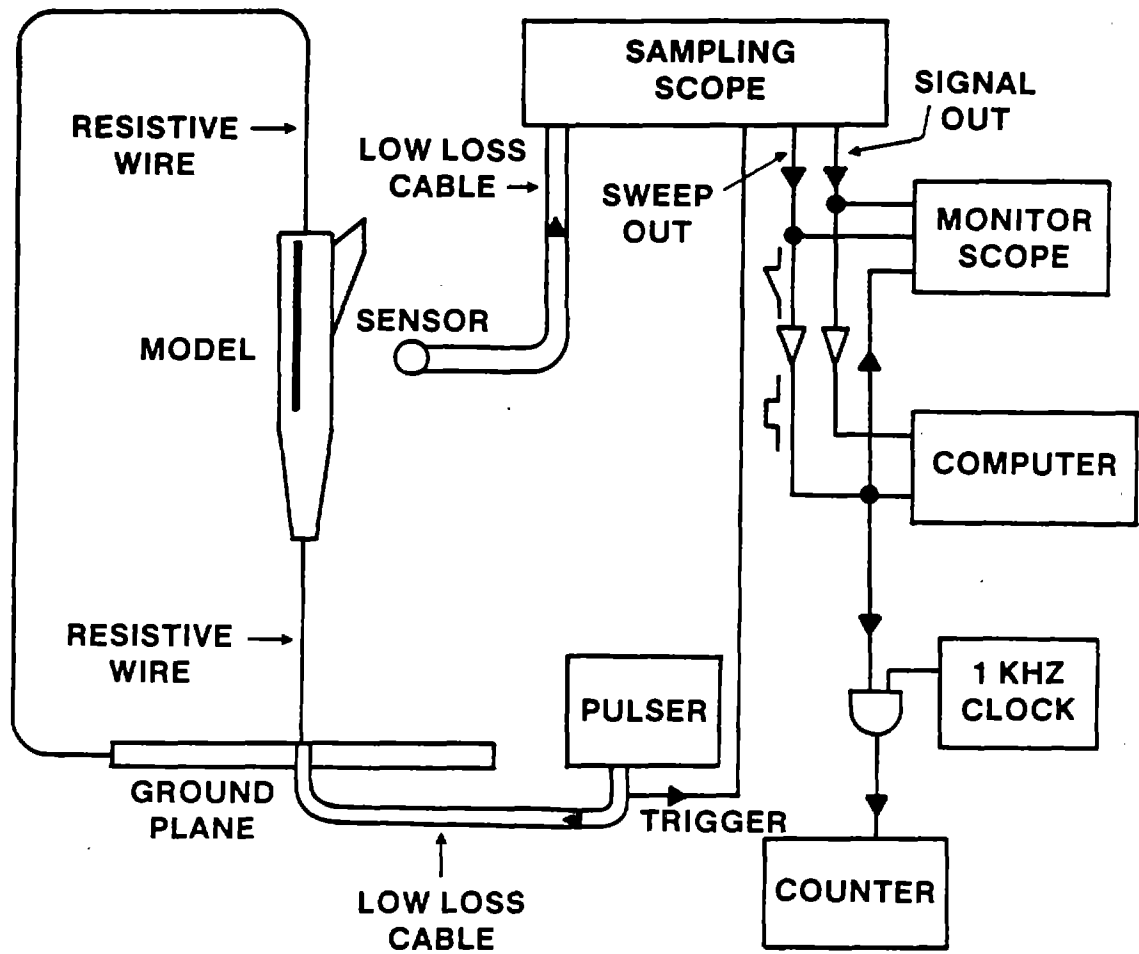 SAMPLING
SCOPE
SIGNAL
OUT
RESISTIVE
WIRE
LOW LOSS
CABLE
SWEEP
OUT
MONITOR
SCOPE
SENSOR
MODEL
COMPUTER
RESISTIVE
WIRE
PULSER
1 KHZ
CLOCK
GROUND
PLANE
TRIGGER
LOW LOSS
CABLE
COUNTER